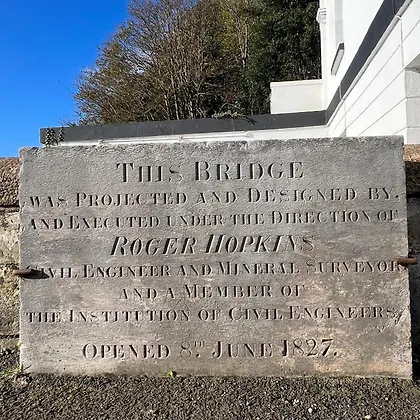 THIS BRIDGE
WAS PROJECTED AND DESIGNED BY,
AND EXECUTED UNDER THE DIRECTION OF
ROGER HOPKINS
CIVIL ENGINEER AND MINERAL SURVEYOR
AND A MEMBER OF
THE INSTITUTION OF CIVIL ENGINEERS,
OPENED 8TH JUNE 1827.